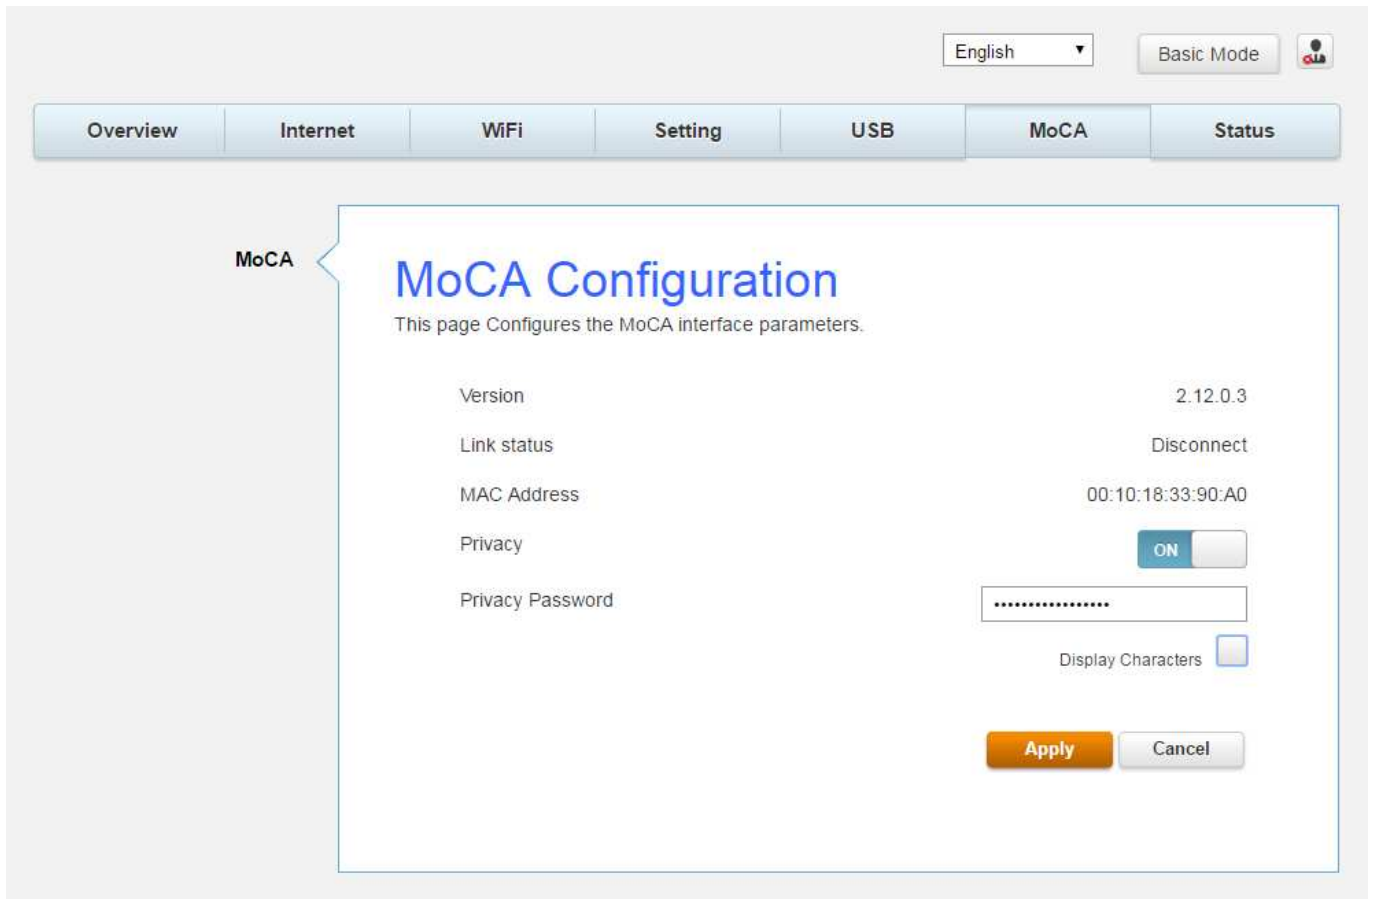 English
Basic Mode
Overview Internet WiFi Setting USB MoCA Status
MoCA
MoCA Configuration
This page Configures the MoCA interface parameters.
Version 2.12.0.3
Link status Disconnect
MAC Address 00:10:18:33:90:A0
Privacy ON
Privacy Password •••••••••••••••••
Display Characters
Apply Cancel